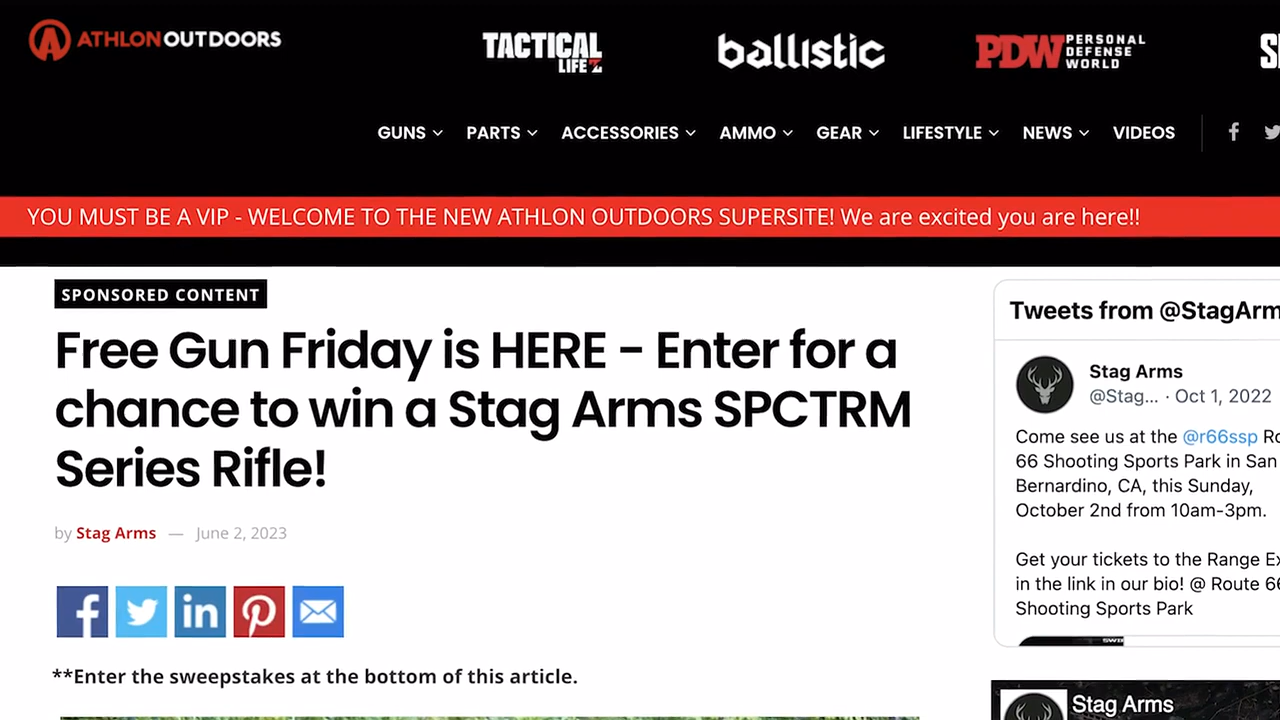 ATHLON OUTDOORS
TACTICAL
LIFE
ballistic
PDW PERSONAL
DEFENSE
WORLD
GUNS PARTS ACCESSORIES AMMO GEAR LIFESTYLE NEWS VIDEOS
YOU MUST BE A VIP - WELCOME TO THE NEW ATHLON OUTDOORS SUPERSITE! We are excited you are here!!
SPONSORED CONTENT
Free Gun Friday is HERE – Enter for a
chance to win a Stag Arms SPCTRM
Series Rifle!
by Stag Arms — June 2, 2023
**Enter the sweepstakes at the bottom of this article.
Tweets from @StagArm
Stag Arms
@Stag... · Oct 1, 2022
Come see us at the @r66ssp Ro
66 Shooting Sports Park in San
Bernardino, CA, this Sunday,
October 2nd from 10am-3pm.
Get your tickets to the Range Ex
in the link in our bio! @ Route 66
Shooting Sports Park
Stag Arms